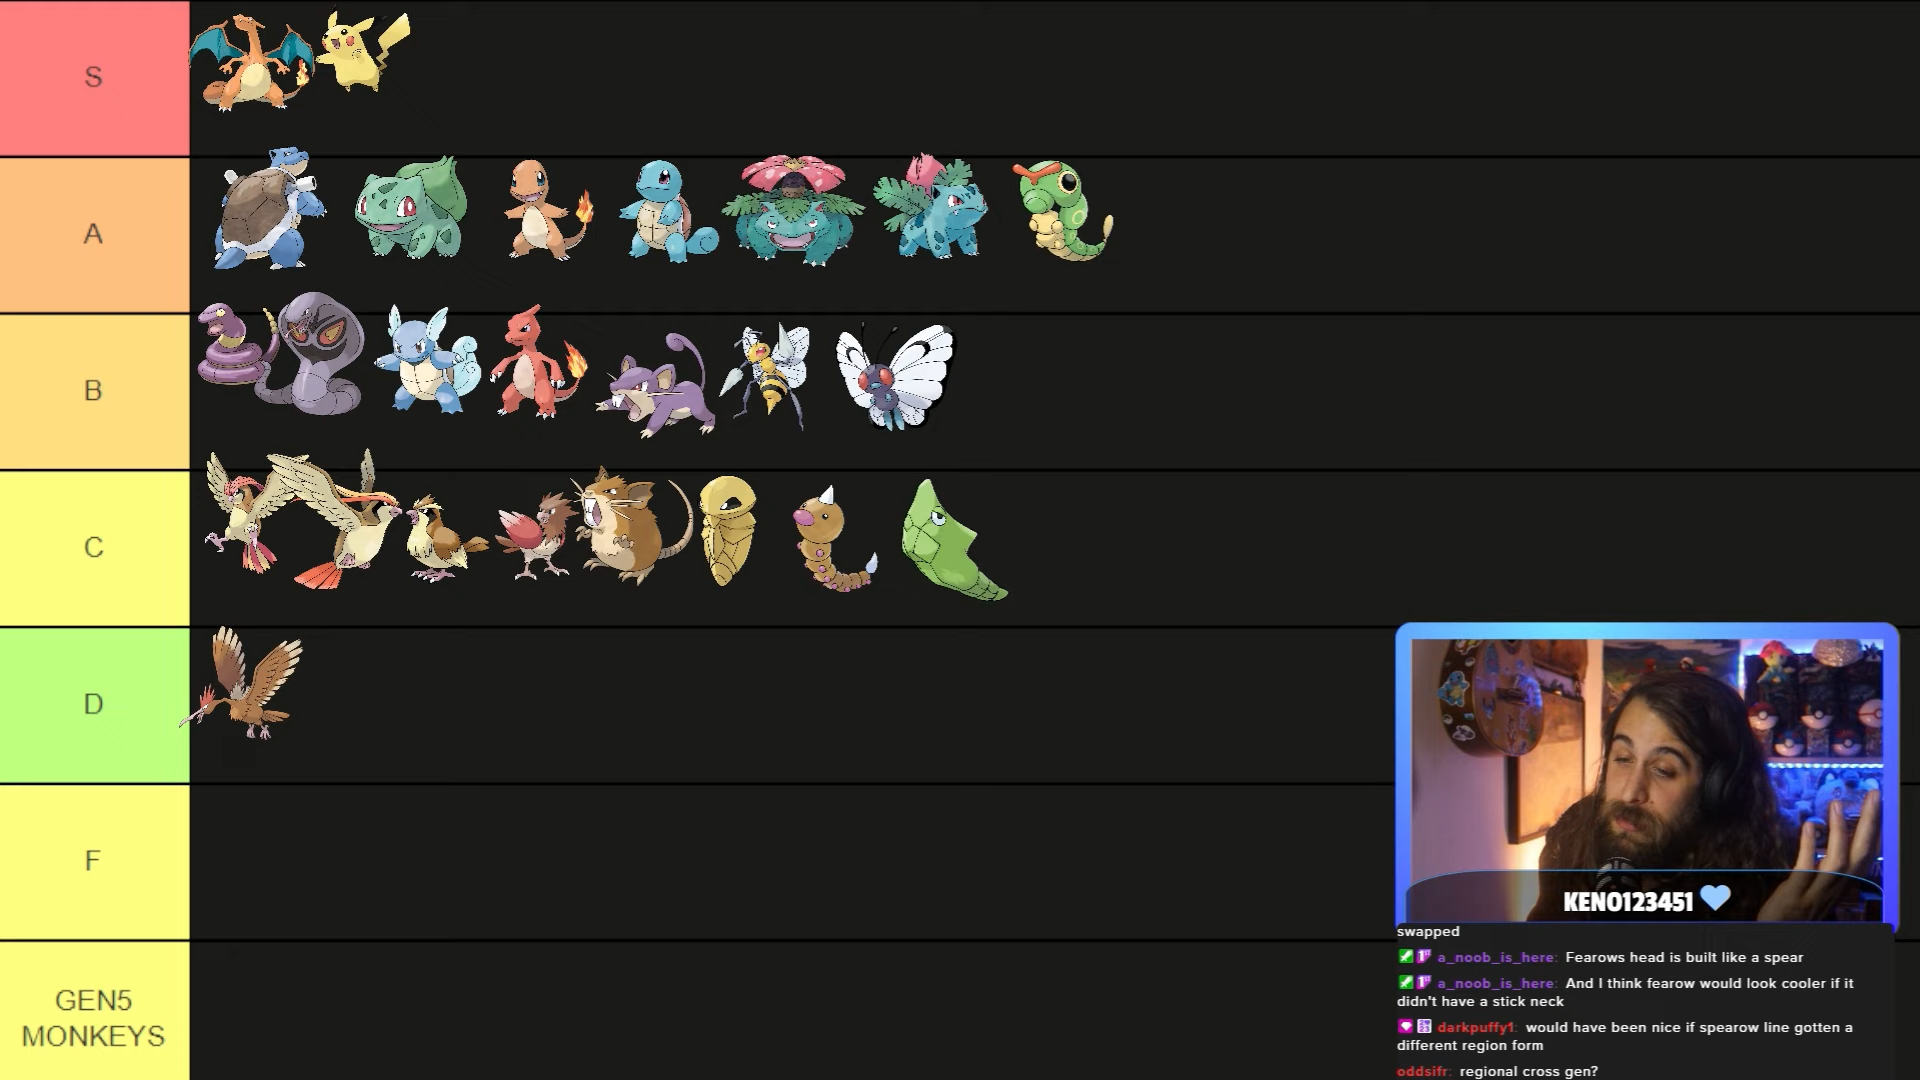 S
A
B
C
D
F
GEN5
MONKEYS
KENO123451
swapped
a_noob_is_here: Fearows head is built like a spear
a_noob_is_here: And I think fearow would look cooler if it
didn't have a stick neck
darkpuffy1: would have been nice if spearow line gotten a
different region form
oddsifr: regional cross gen?